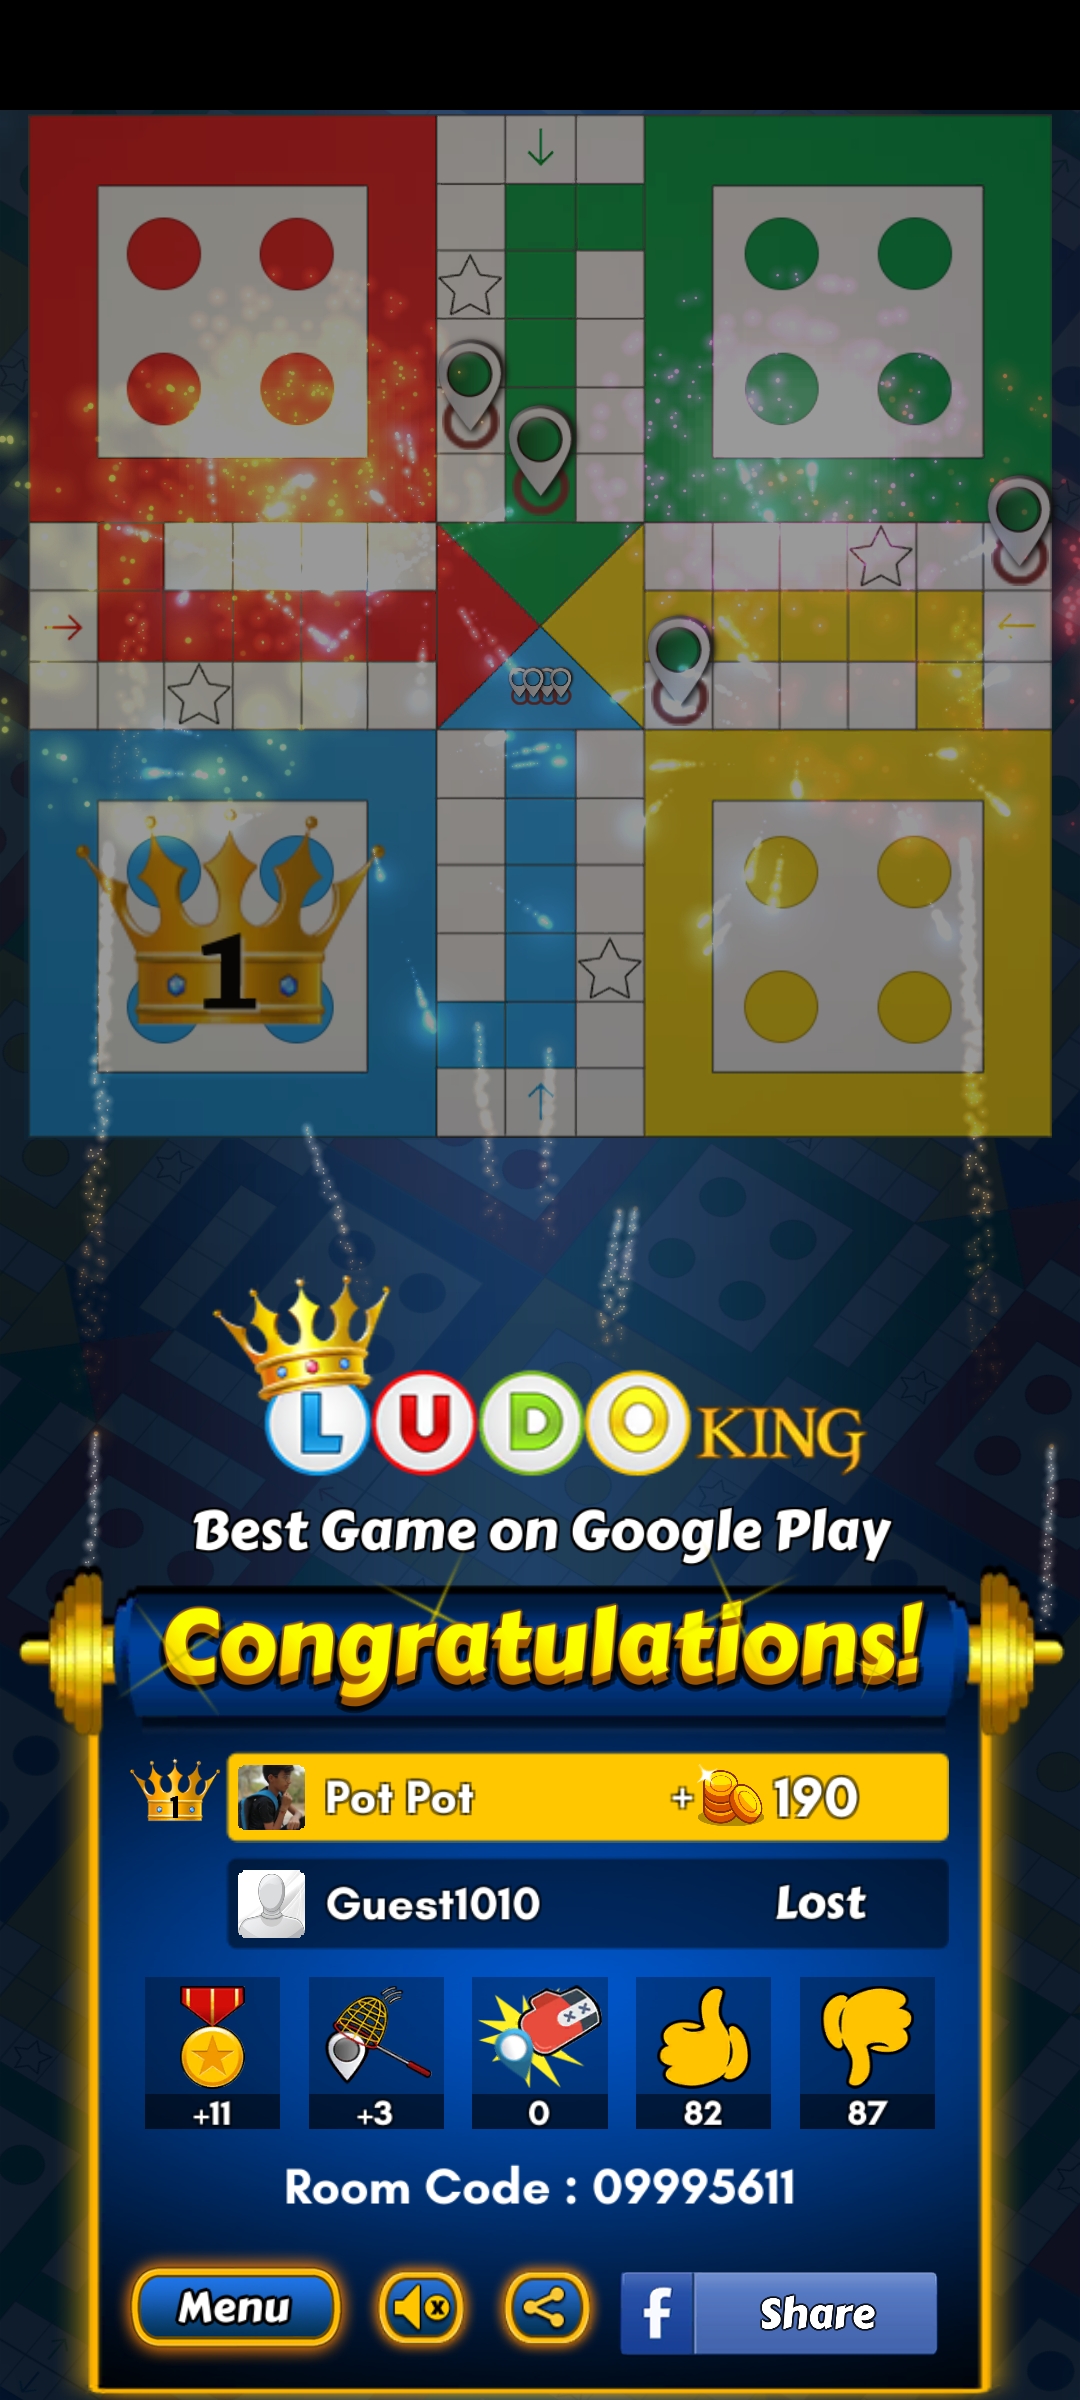 1
LUDO KING
Best Game on Google Play
Congratulations!
1 Pot Pot + 190
Guest1010 Lost
+11 +3 0 82 87
Room Code : 09995611
Menu f Share